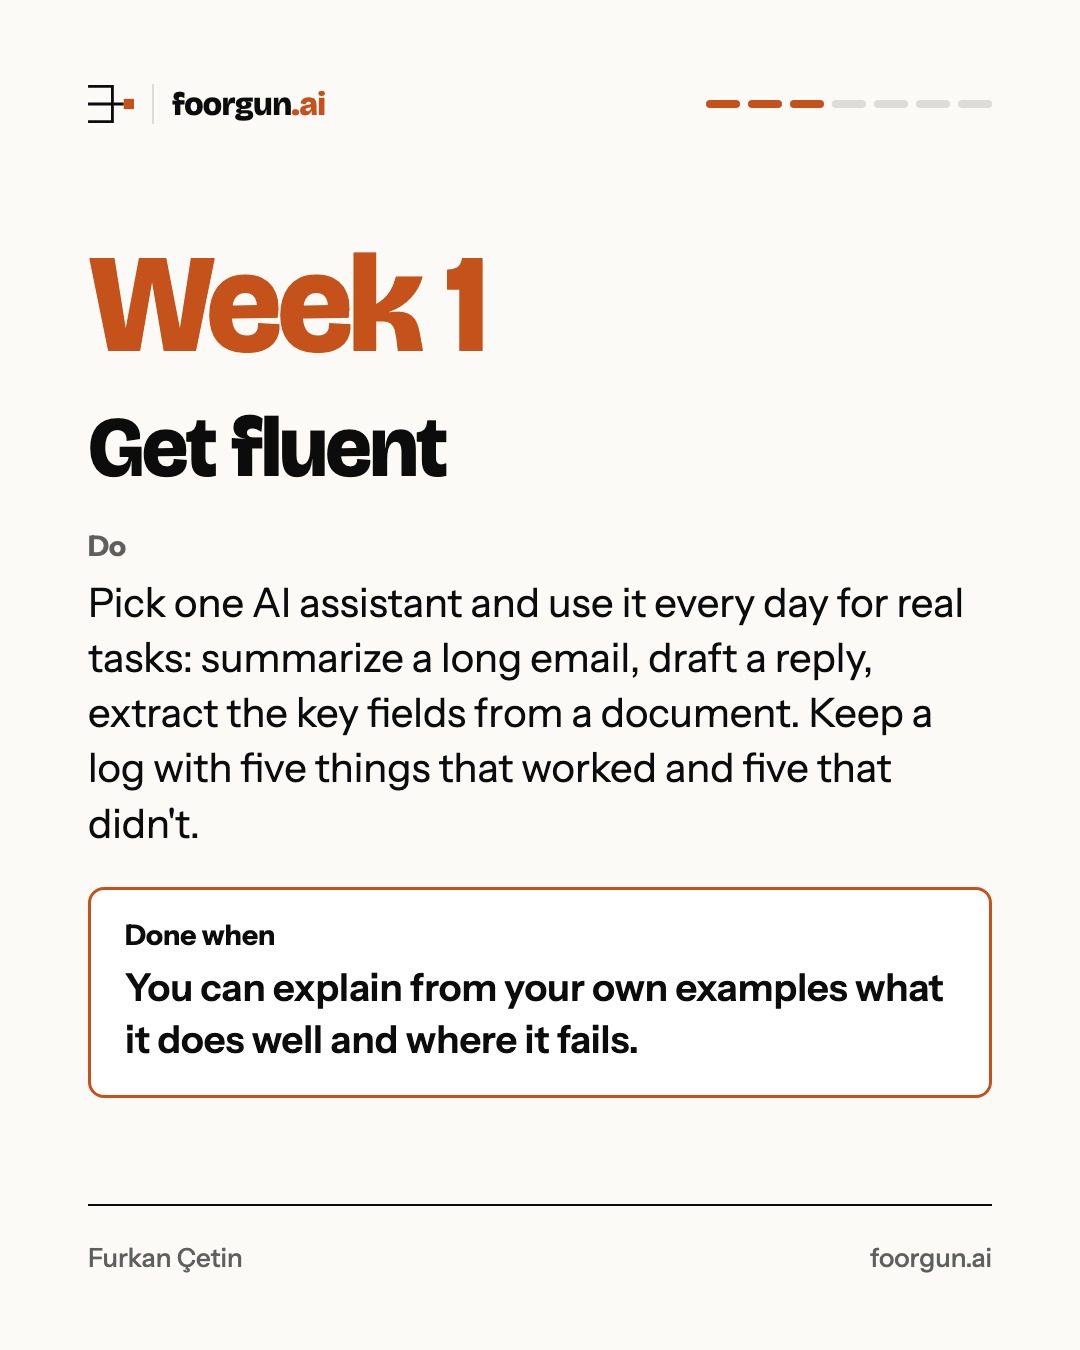 foorgun.ai
Week 1
Get fluent
Do
Pick one AI assistant and use it every day for real
tasks: summarize a long email, draft a reply,
extract the key fields from a document. Keep a
log with five things that worked and five that
didn't.
Done when
You can explain from your own examples what
it does well and where it fails.
Furkan Çetin
foorgun.ai